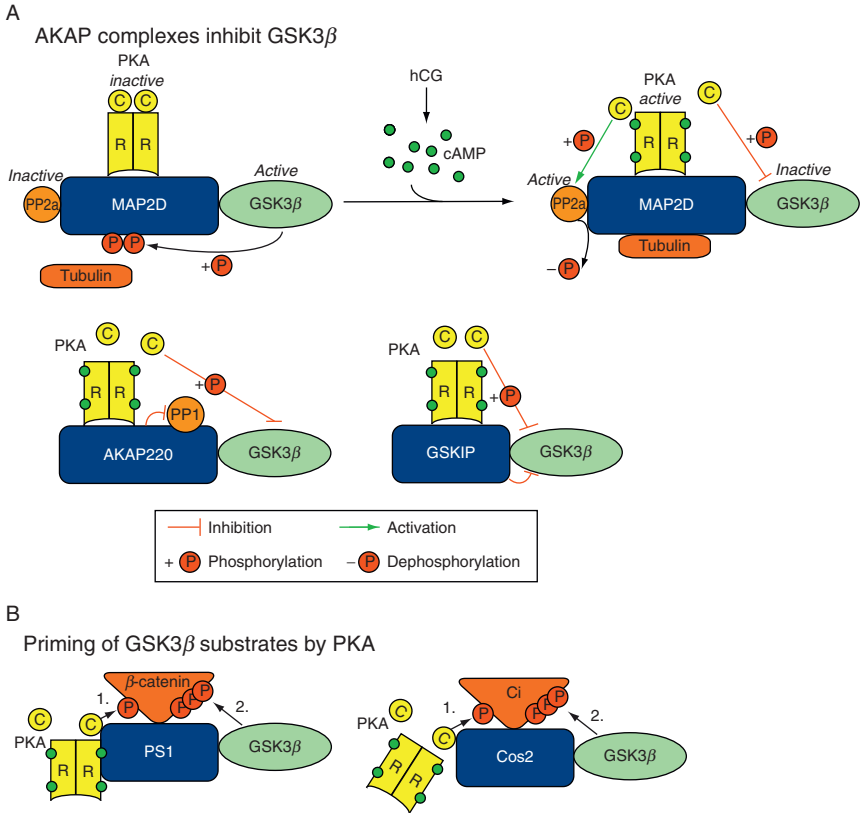 A
AKAP complexes inhibit GSK3β
PKA
inactive
C C
R R
Inactive
PP2a
MAP2D
Active
GSK3β
P P
+ P
Tubulin
hCG
cAMP
PKA
active
C
C
+ P
+ P
R R
Active
PP2a
MAP2D
Inactive
GSK3β
Tubulin
– P
PKA
C
C
R R
+ P
PP1
AKAP220
GSK3β
PKA
C C
R R
+ P
GSKIP
GSK3β
Inhibition
Activation
+ P Phosphorylation
– P Dephosphorylation
B
Priming of GSK3β substrates by PKA
β-catenin
1.
P
P P P
2.
C
C
PKA
R R
PS1
GSK3β
Ci
1.
P
P P P
2.
C
C
PKA
R R
Cos2
GSK3β